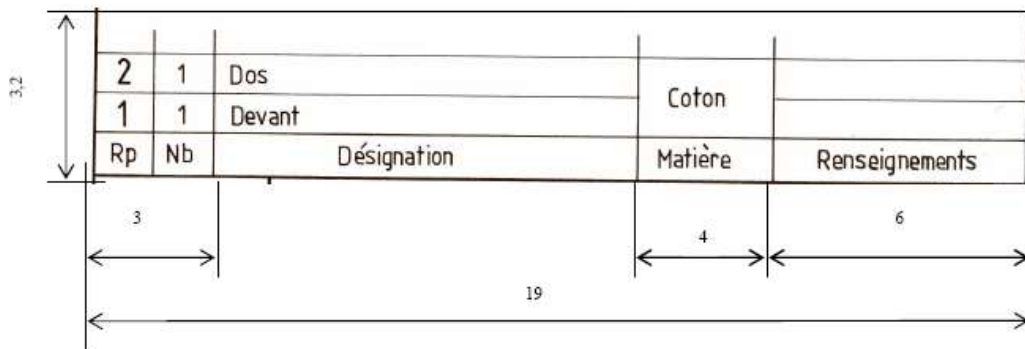 3,2
2 1 Dos
Coton
1 1 Devant
Rp Nb Désignation Matière Renseignements
3 4 6
19